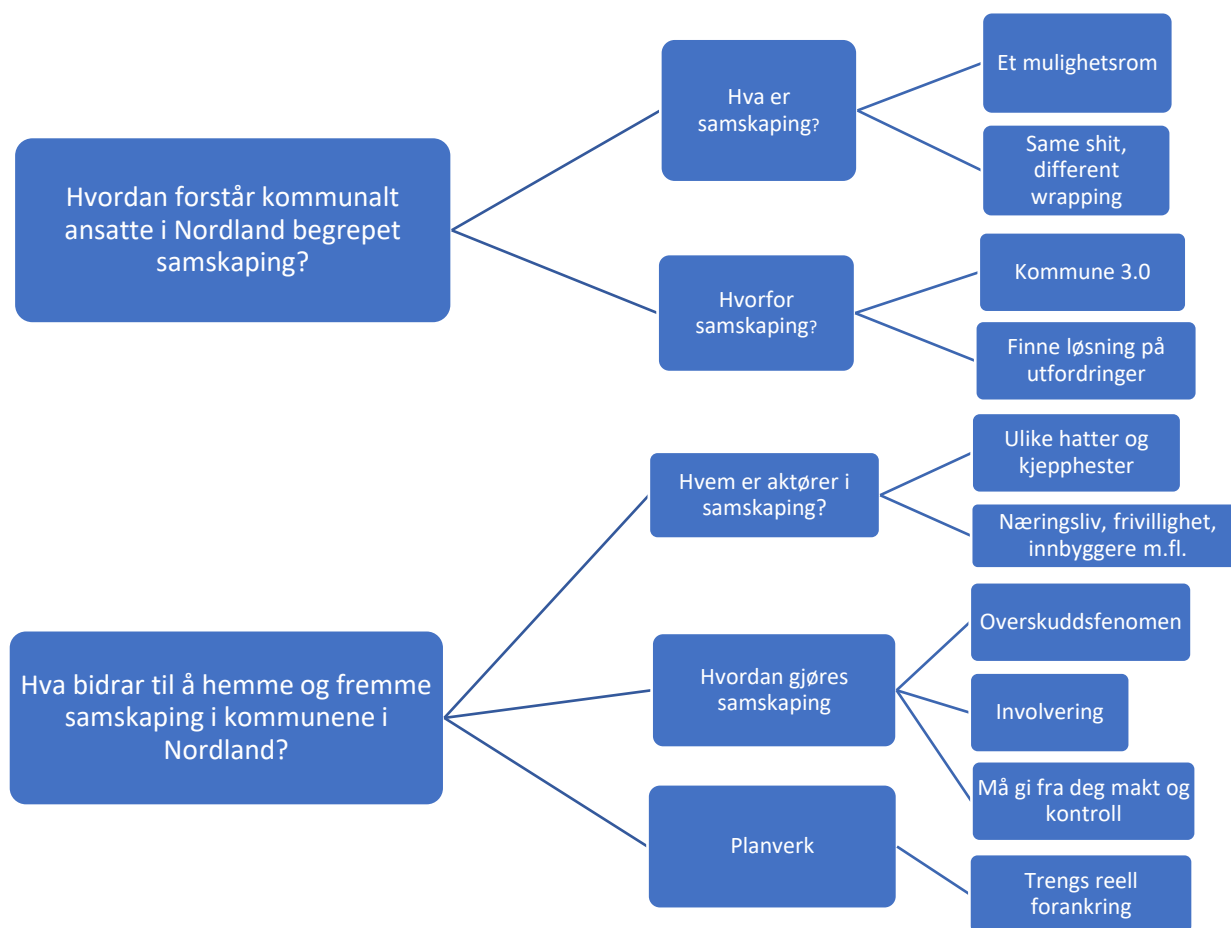 Hvordan forstår kommunalt
ansatte i Nordland begrepet
samskaping?
Hva er
samskaping?
Et mulighetsrom
Same shit,
different
wrapping
Hvorfor
samskaping?
Kommune 3.0
Finne løsning på
utfordringer
Hva bidrar til å hemme og fremme
samskaping i kommunene i
Nordland?
Hvem er aktører i
samskaping?
Ulike hatter og
kjepphester
Næringsliv, frivillighet,
innbyggere m.fl.
Hvordan gjøres
samskaping
Overskuddsfenomen
Involvering
Må gi fra deg makt og
kontroll
Planverk
Trengs reell
forankring